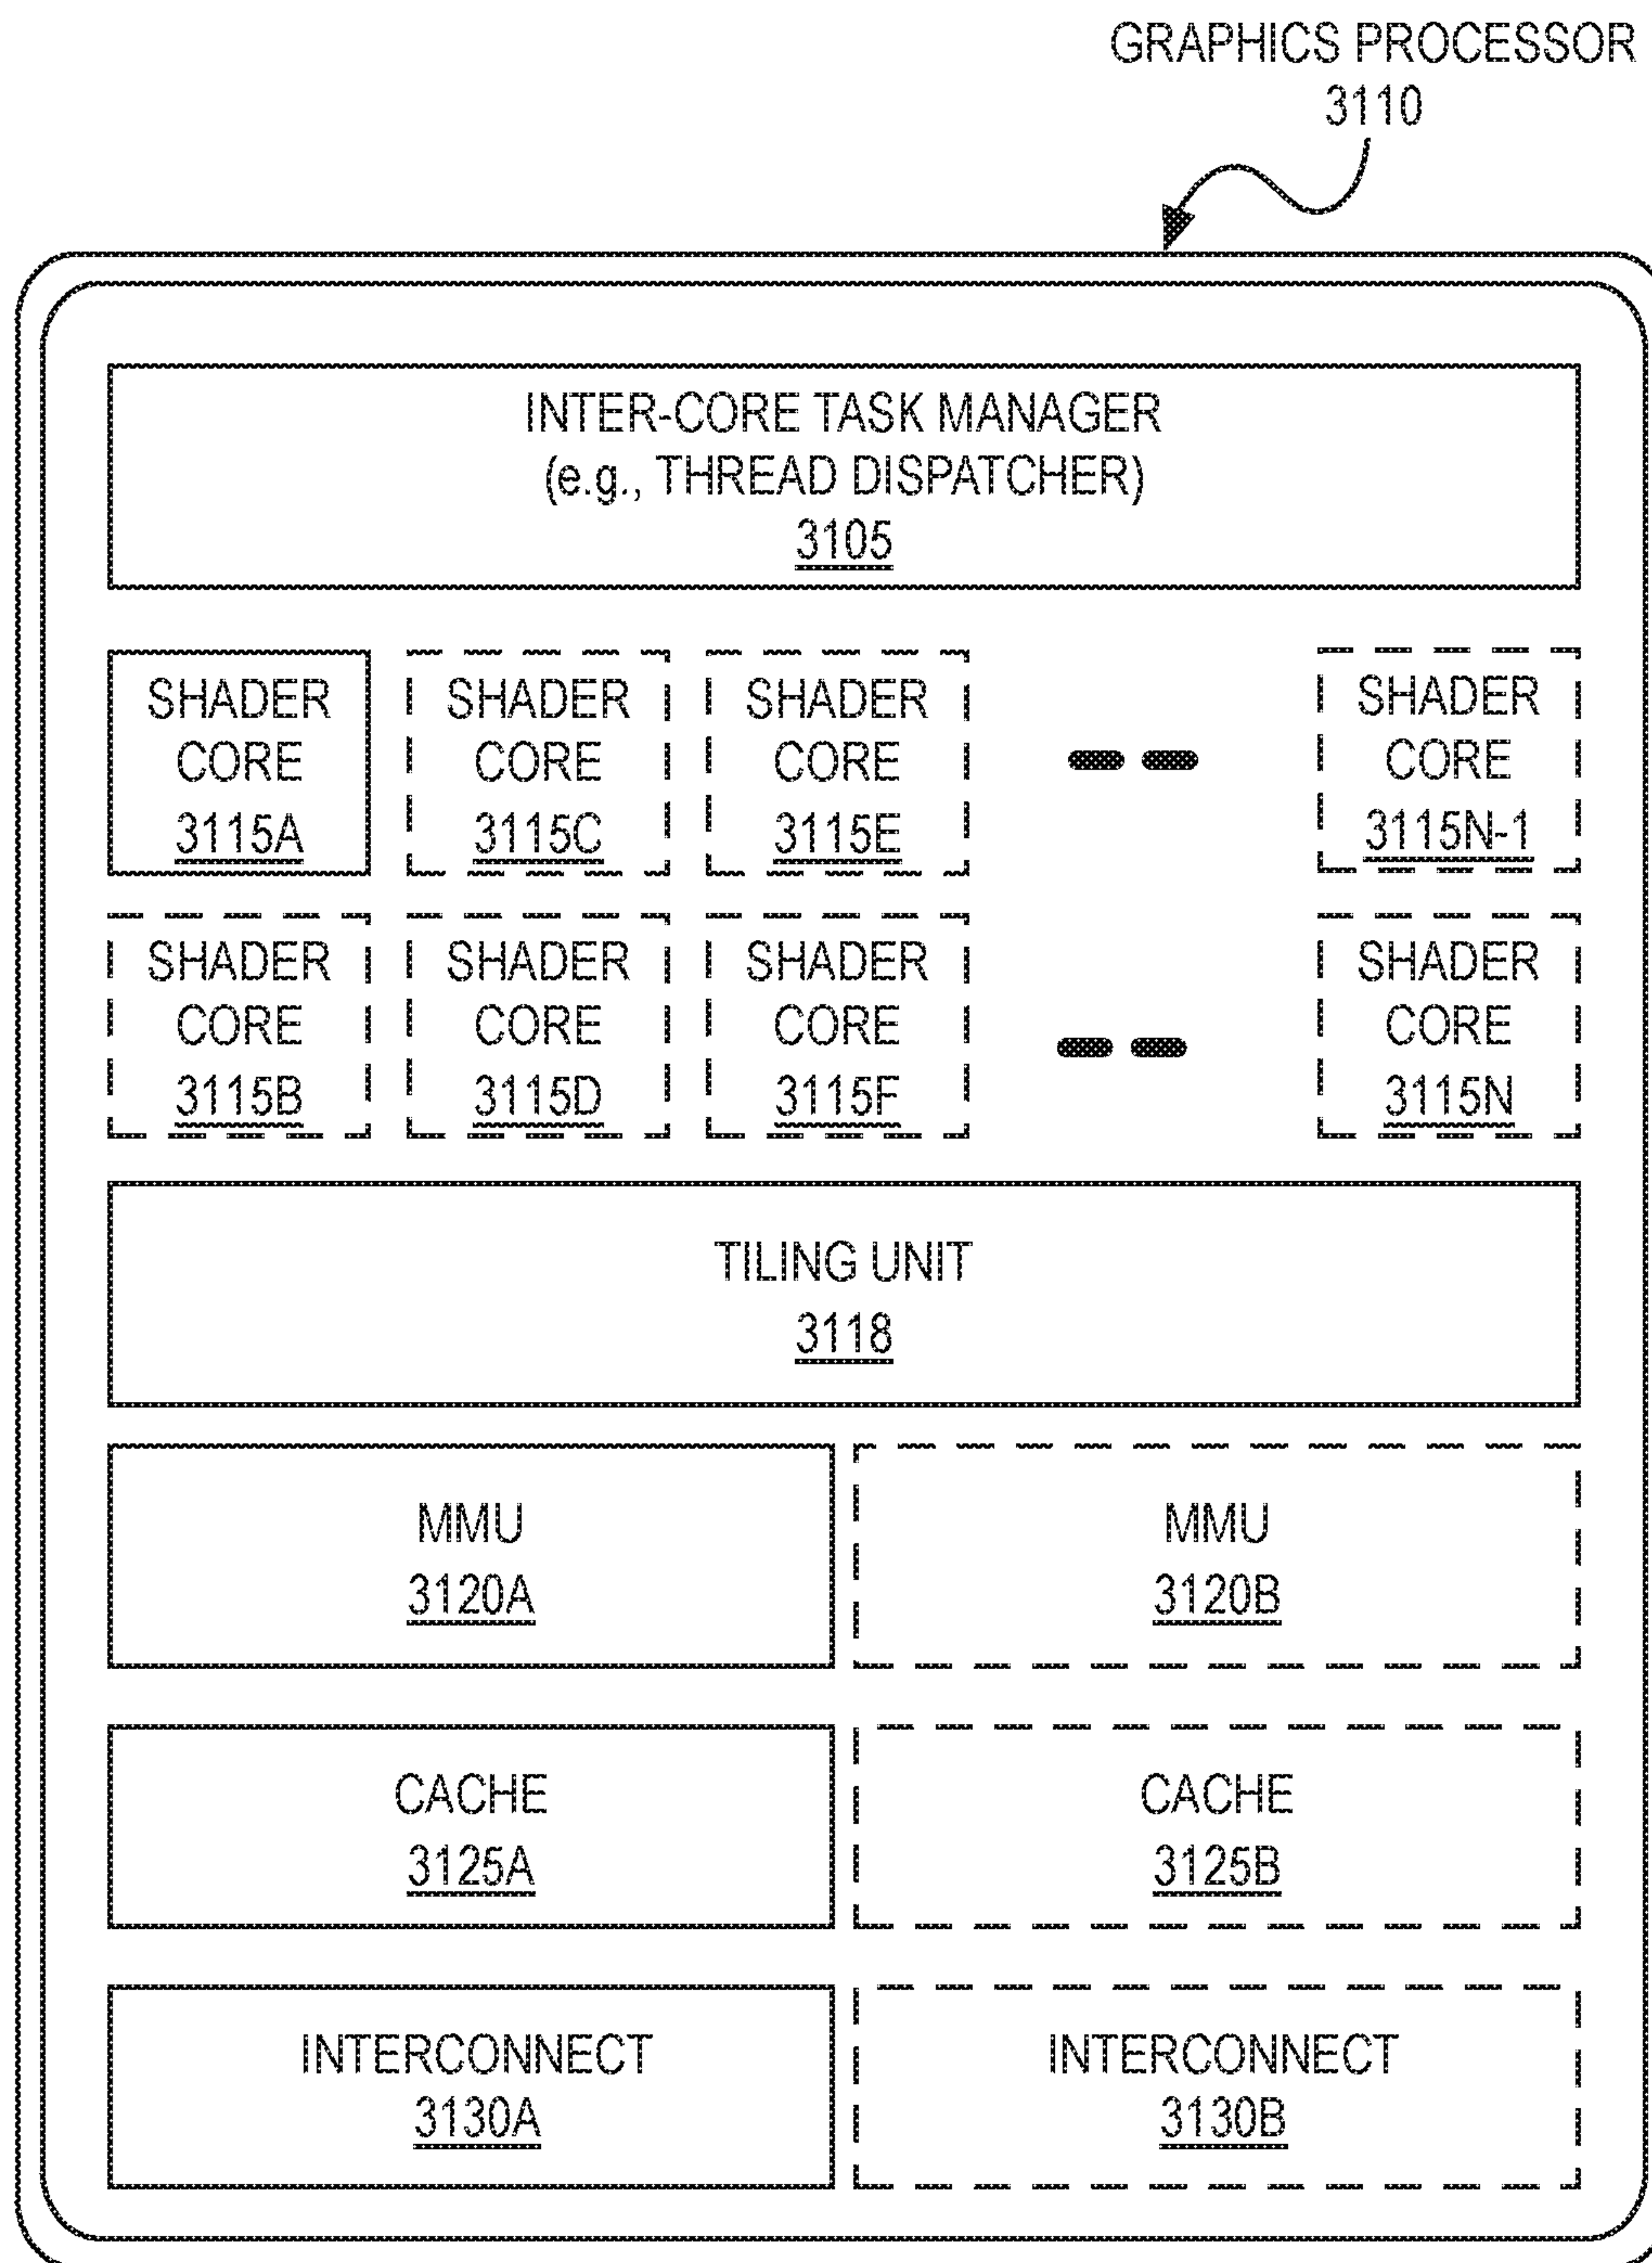 GRAPHICS PROCESSOR
3110
INTER-CORE TASK MANAGER
(e.g., THREAD DISPATCHER)
3105
SHADER
CORE
3115A
SHADER
CORE
3115C
SHADER
CORE
3115E
SHADER
CORE
3115N-1
SHADER
CORE
3115B
SHADER
CORE
3115D
SHADER
CORE
3115F
SHADER
CORE
3115N
TILING UNIT
3118
MMU
3120A
MMU
3120B
CACHE
3125A
CACHE
3125B
INTERCONNECT
3130A
INTERCONNECT
3130B